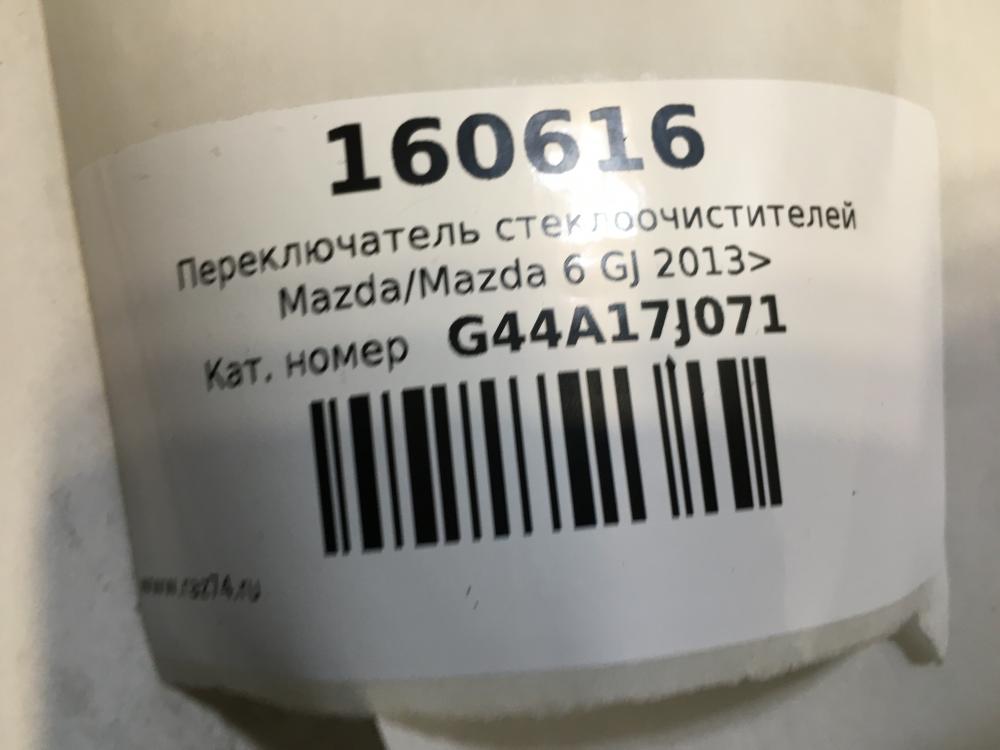 160616
Переключатель стеклоочистителей
Mazda/Mazda 6 GJ 2013>
Кат. номер G44A17J071